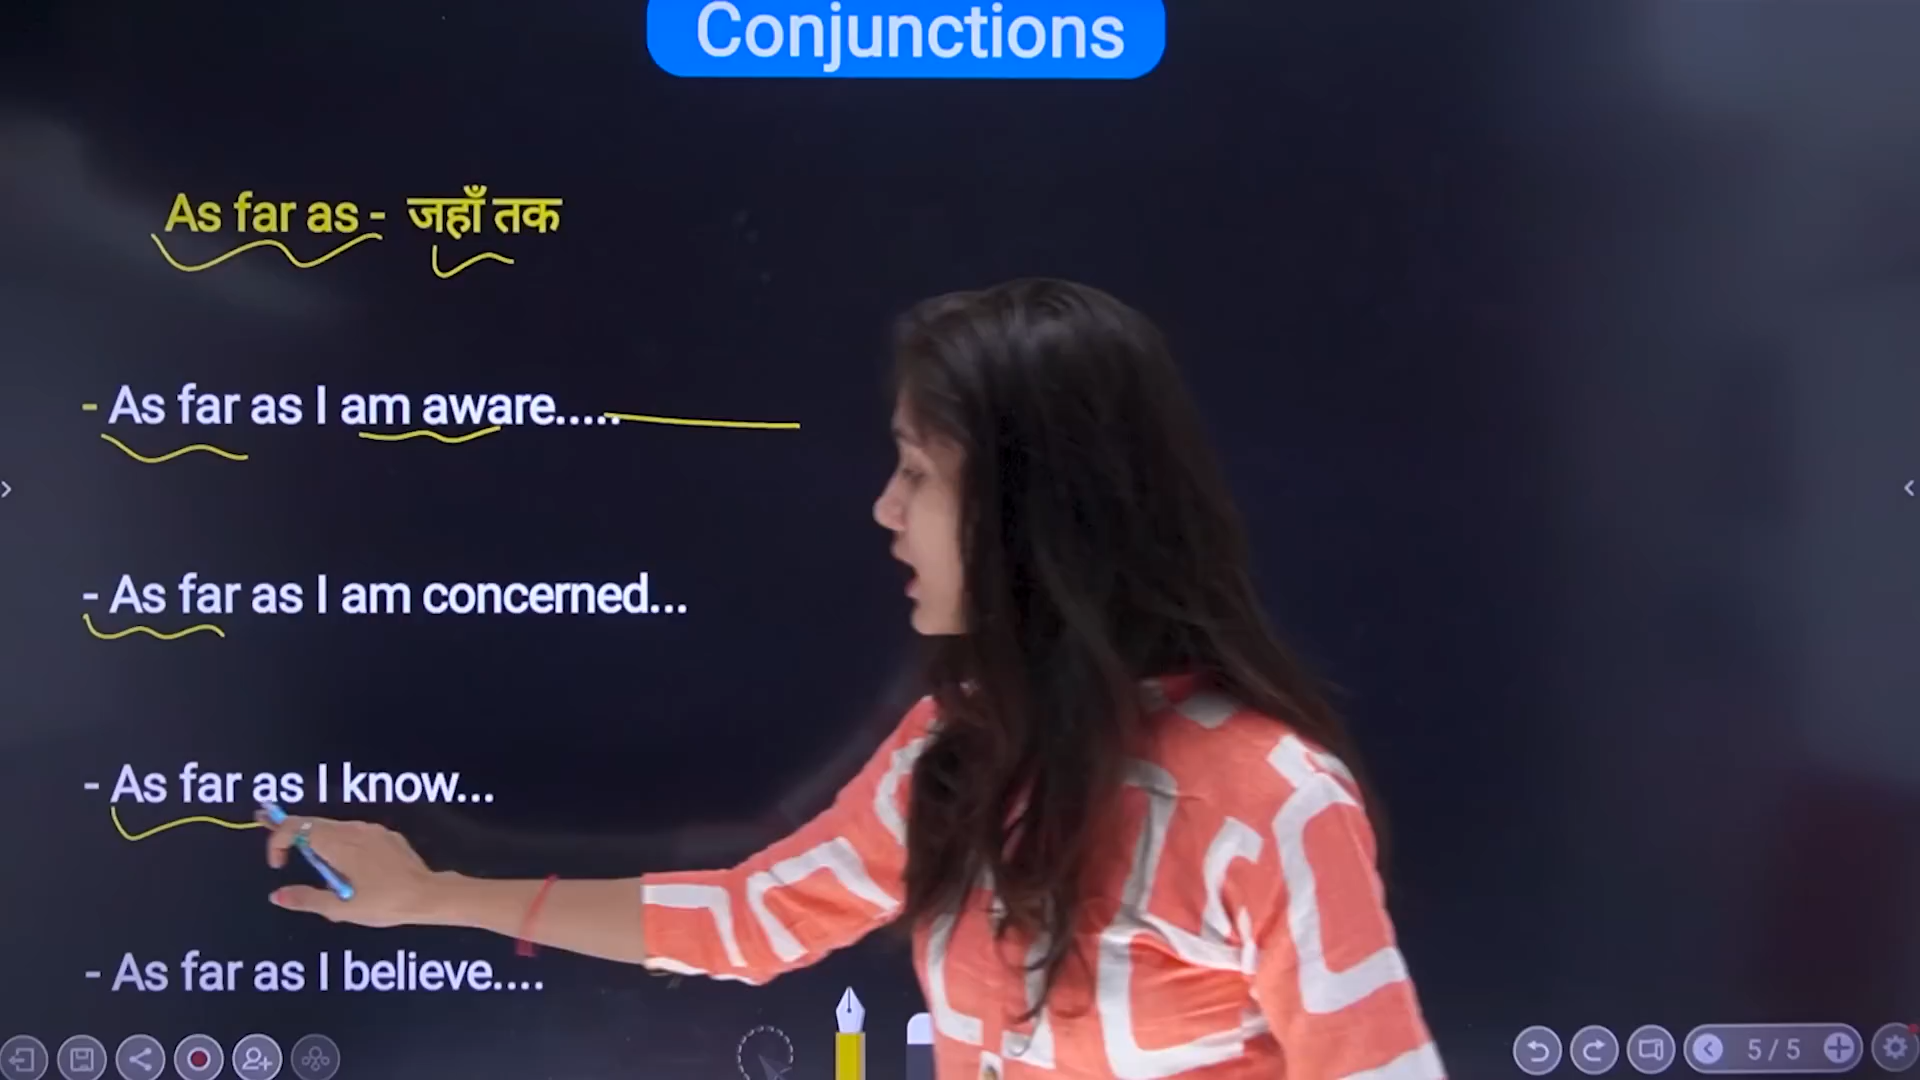 Conjunctions
As far as - जहाँ तक
- As far as I am aware.....
- As far as I am concerned...
- As far as I know...
- As far as I believe....
5 / 5